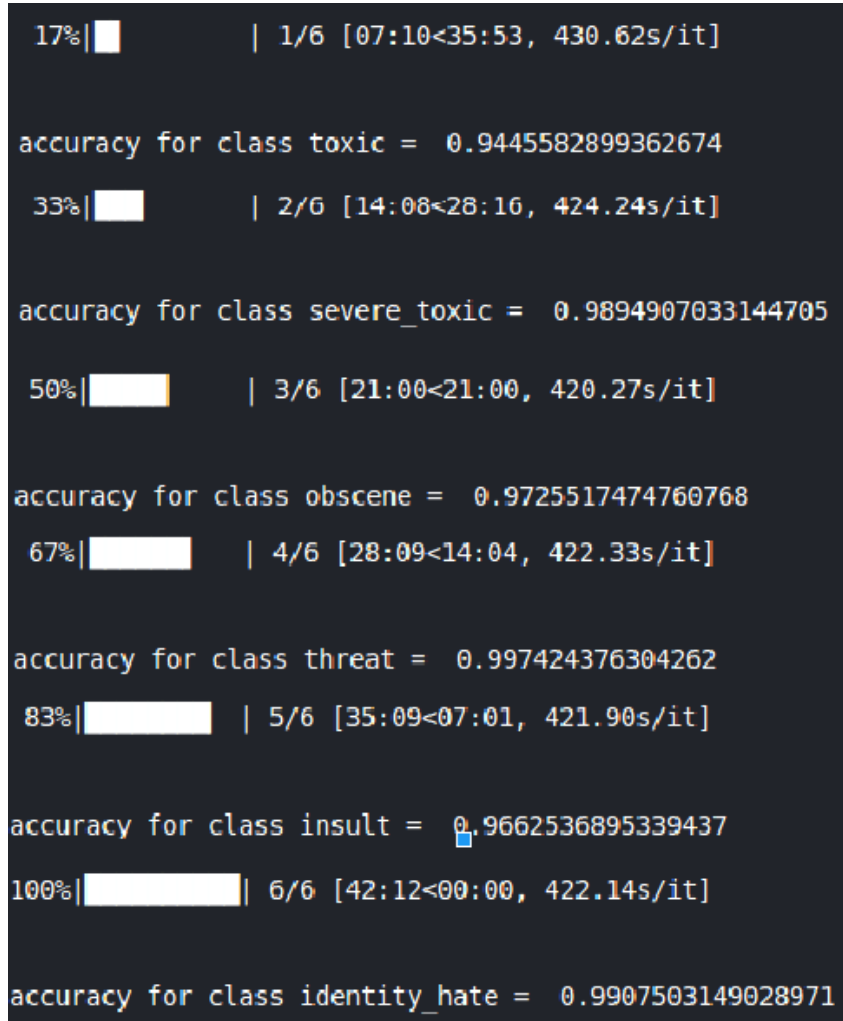 17%|██        | 1/6 [07:10<35:53, 430.62s/it]
accuracy for class toxic =  0.9445582899362674
33%|███       | 2/6 [14:08<28:16, 424.24s/it]
accuracy for class severe_toxic =  0.9894907033144705
50%|█████     | 3/6 [21:00<21:00, 420.27s/it]
accuracy for class obscene =  0.9725517474760768
67%|███████   | 4/6 [28:09<14:04, 422.33s/it]
accuracy for class threat =  0.997424376304262
83%|████████  | 5/6 [35:09<07:01, 421.90s/it]
accuracy for class insult =  0.9662536895339437
100%|██████████| 6/6 [42:12<00:00, 422.14s/it]
accuracy for class identity_hate =  0.9907503149028971